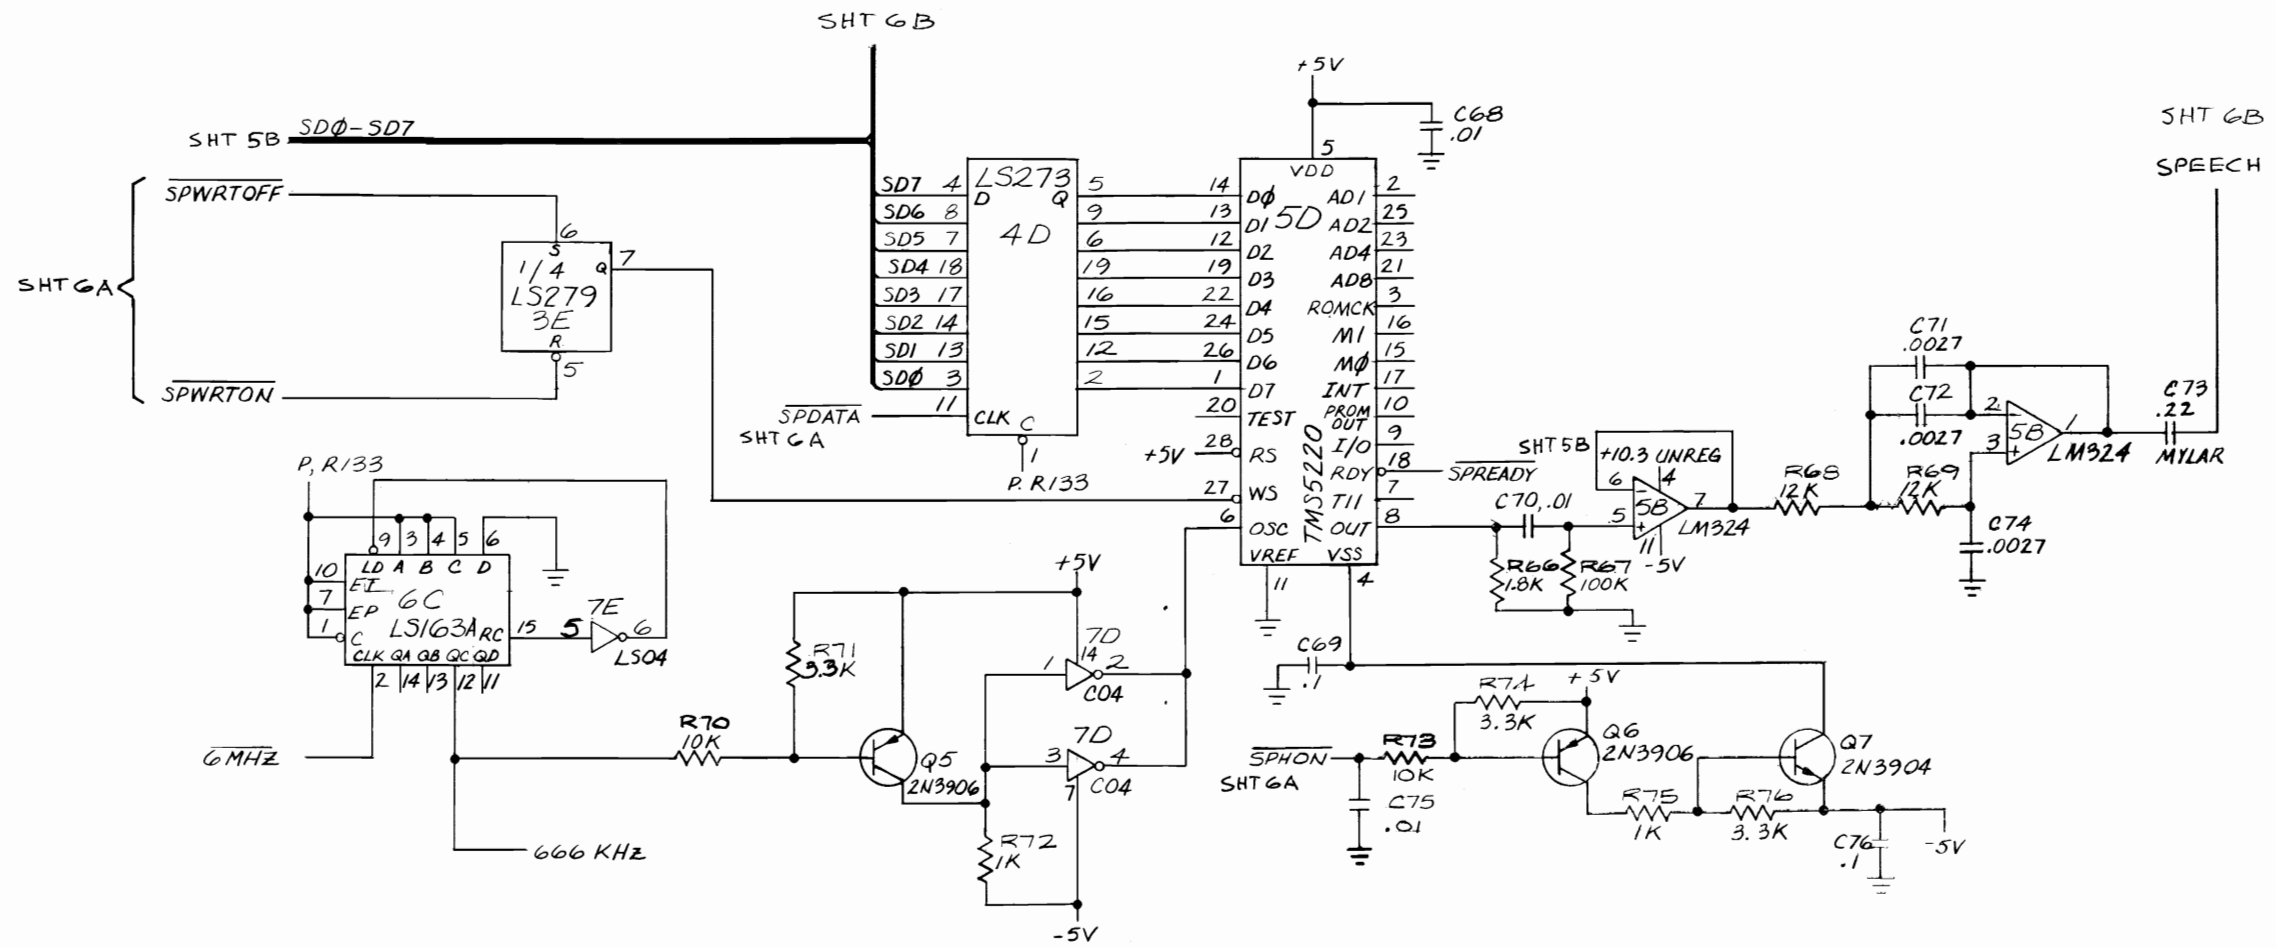 SHT 6B
+5V
C68
.01
SHT 6B
SPEECH
SHT 5B
SD0-SD7
SPWRTOFF
SHT 6A
SPWRTON
6
S
1/4
Q
7
LS279
3E
R
5
SD7 4
SD6 8
SD5 7
SD4 18
SD3 17
SD2 14
SD1 13
SD0 3
SPDATA
SHT 6A
11
LS273
D Q
4D
CLK C
1
P. R133
5
9
6
19
16
15
12
2
5
VDD
5D
TMS5220
14 D0
13 D1
12 D2
19 D3
22 D4
24 D5
26 D6
1 D7
20 TEST
+5V 28 RS
27 WS
6 OSC
VREF
11
VSS
4
AD1 2
AD2 25
AD4 23
AD8 21
ROMCK 3
M1 16
M0 15
INT 17
PROM OUT 10
I/O 9
RDY 18 SPREADY
T11 7
OUT 8
C70, .01
R66
1.8K
R67
100K
SHT 5B
+10.3 UNREG
6
4
-
5B
7
5
+
LM324
11
-5V
R68
12K
C71
.0027
C72
.0027
R69
12K
C74
.0027
2
-
5B
1
3
+
LM324
C73
.22
MYLAR
P, R133
9 3 4 5 6
LD A B C D
10 EI
7 EP
1 C
6C
LS163A
RC 15
CLK QA QB QC QD
2 14 13 12 11
7E
5 6
LS04
6MHZ
666 KHZ
R70
10K
R71
3.3K
Q5
2N3906
R72
1K
+5V
7D
14
1 2
C04
7D
3 4
7
C04
-5V
C69
.1
SPHON
SHT 6A
R73
10K
C75
.01
R74
3.3K
+5V
Q6
2N3906
R75
1K
R76
3.3K
Q7
2N3904
C76
.1
-5V